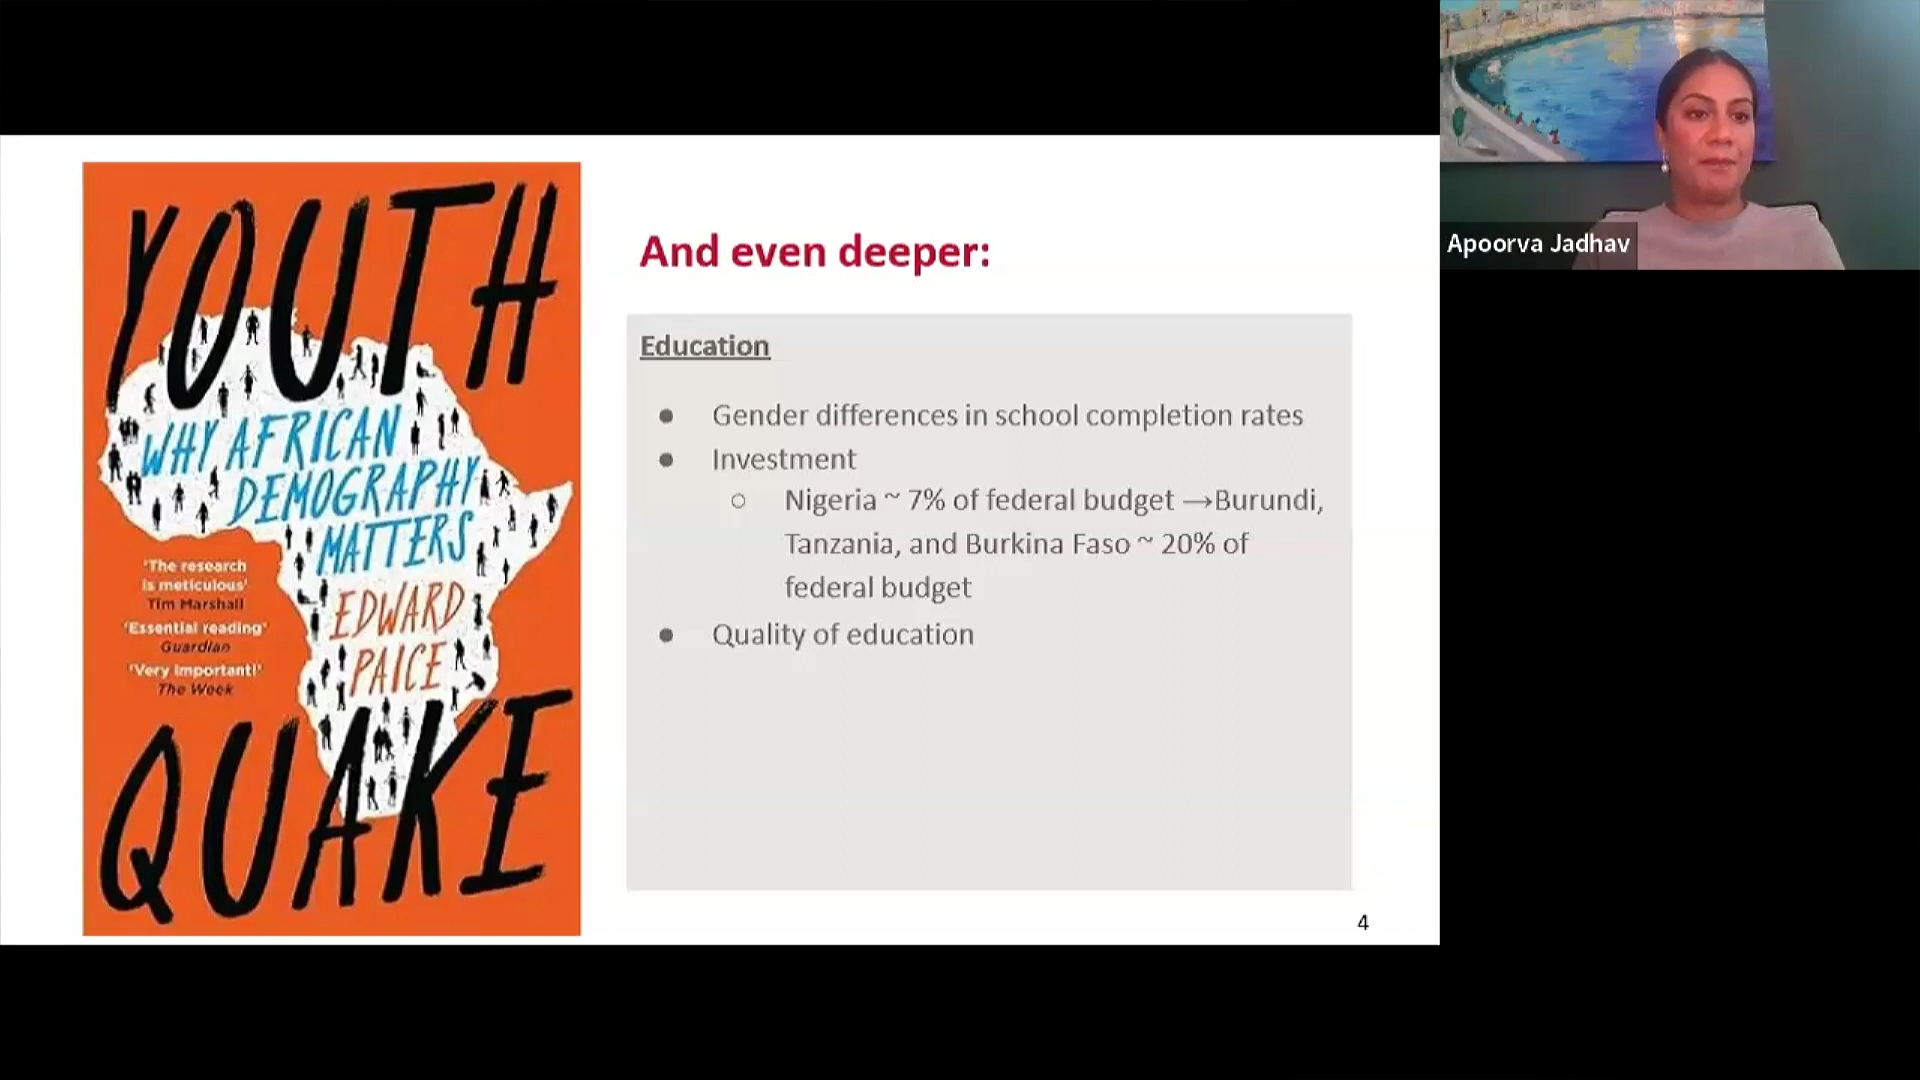 YOUTH
WHY AFRICAN
DEMOGRAPHY
MATTERS
'The research
is meticulous'
Tim Marshall
'Essential reading'
Guardian
'Very important!'
The Week
EDWARD
PAICE
QUAKE
And even deeper:
Education
● Gender differences in school completion rates
● Investment
○ Nigeria ~ 7% of federal budget →Burundi,
Tanzania, and Burkina Faso ~ 20% of
federal budget
● Quality of education
4
Apoorva Jadhav